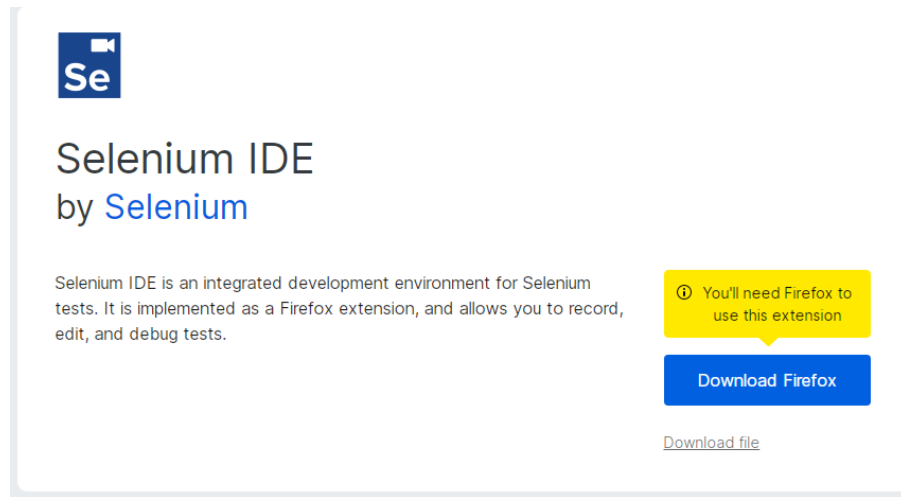 Se
Selenium IDE
by Selenium
Selenium IDE is an integrated development environment for Selenium
tests. It is implemented as a Firefox extension, and allows you to record,
edit, and debug tests.
You'll need Firefox to
use this extension
Download Firefox
Download file